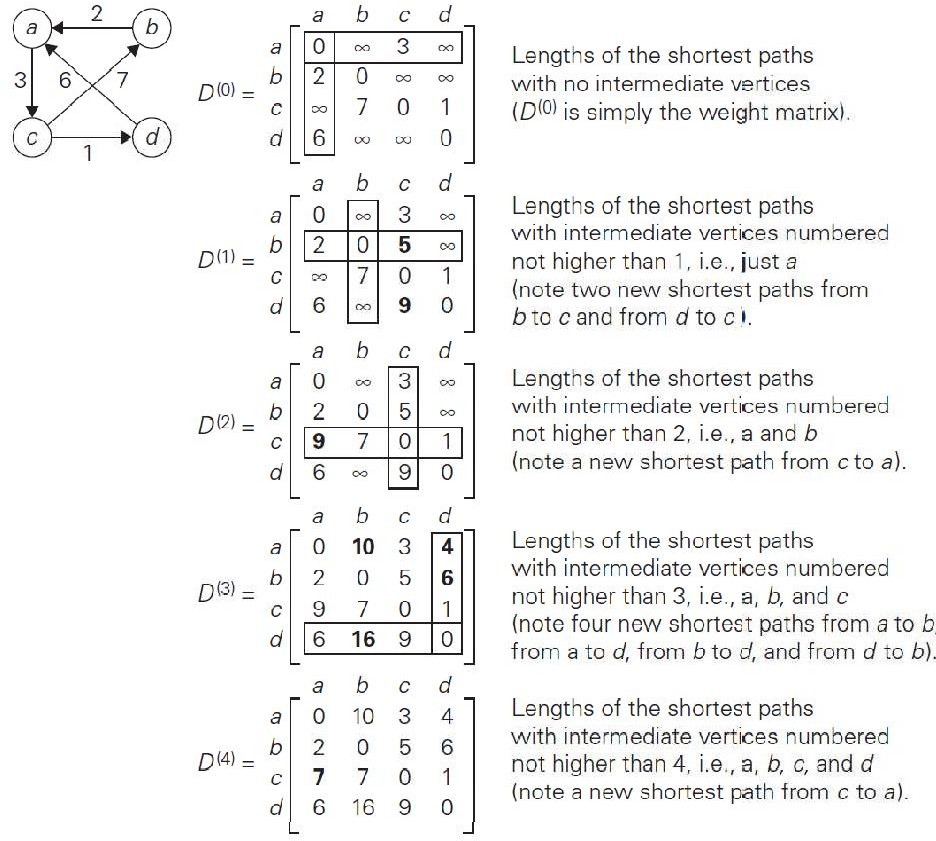 2
a b
3 6 7
c d
1
a b c d
a 0 ∞ 3 ∞
b 2 0 ∞ ∞
D(0) =
c ∞ 7 0 1
d 6 ∞ ∞ 0
Lengths of the shortest paths
with no intermediate vertices
(D(0) is simply the weight matrix).
a b c d
a 0 ∞ 3 ∞
b 2 0 5 ∞
D(1) =
c ∞ 7 0 1
d 6 ∞ 9 0
Lengths of the shortest paths
with intermediate vertices numbered
not higher than 1, i.e., just a
(note two new shortest paths from
b to c and from d to c).
a b c d
a 0 ∞ 3 ∞
b 2 0 5 ∞
D(2) =
c 9 7 0 1
d 6 ∞ 9 0
Lengths of the shortest paths
with intermediate vertices numbered
not higher than 2, i.e., a and b
(note a new shortest path from c to a).
a b c d
a 0 10 3 4
b 2 0 5 6
D(3) =
c 9 7 0 1
d 6 16 9 0
Lengths of the shortest paths
with intermediate vertices numbered
not higher than 3, i.e., a, b, and c
(note four new shortest paths from a to b,
from a to d, from b to d, and from d to b).
a b c d
a 0 10 3 4
b 2 0 5 6
D(4) =
c 7 7 0 1
d 6 16 9 0
Lengths of the shortest paths
with intermediate vertices numbered
not higher than 4, i.e., a, b, c, and d
(note a new shortest path from c to a).